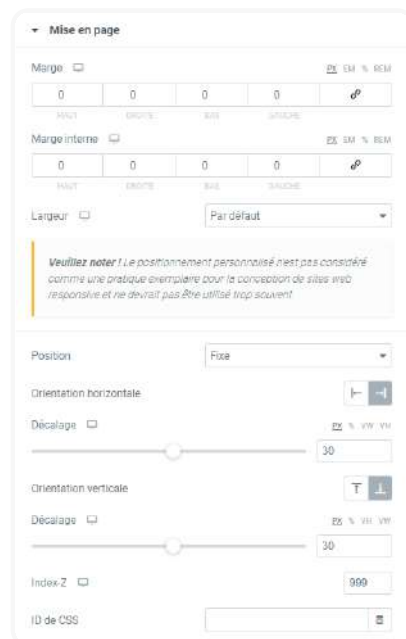 Mise en page
Marge PX EM % REM
0 0 0 0
HAUT DROITE BAS GAUCHE
Marge interne PX EM % REM
0 0 0 0
HAUT DROITE BAS GAUCHE
Largeur Par défaut
Veuillez noter ! Le positionnement personnalisé n'est pas considéré
comme une pratique exemplaire pour la conception de sites web
responsive et ne devrait pas Être utilisé trop souvent
Position Fixe
Orientation horizontale
Décalage PX % VW VH
30
Orientation verticale
Décalage PX % VH VW
30
Index-Z 999
ID de CSS